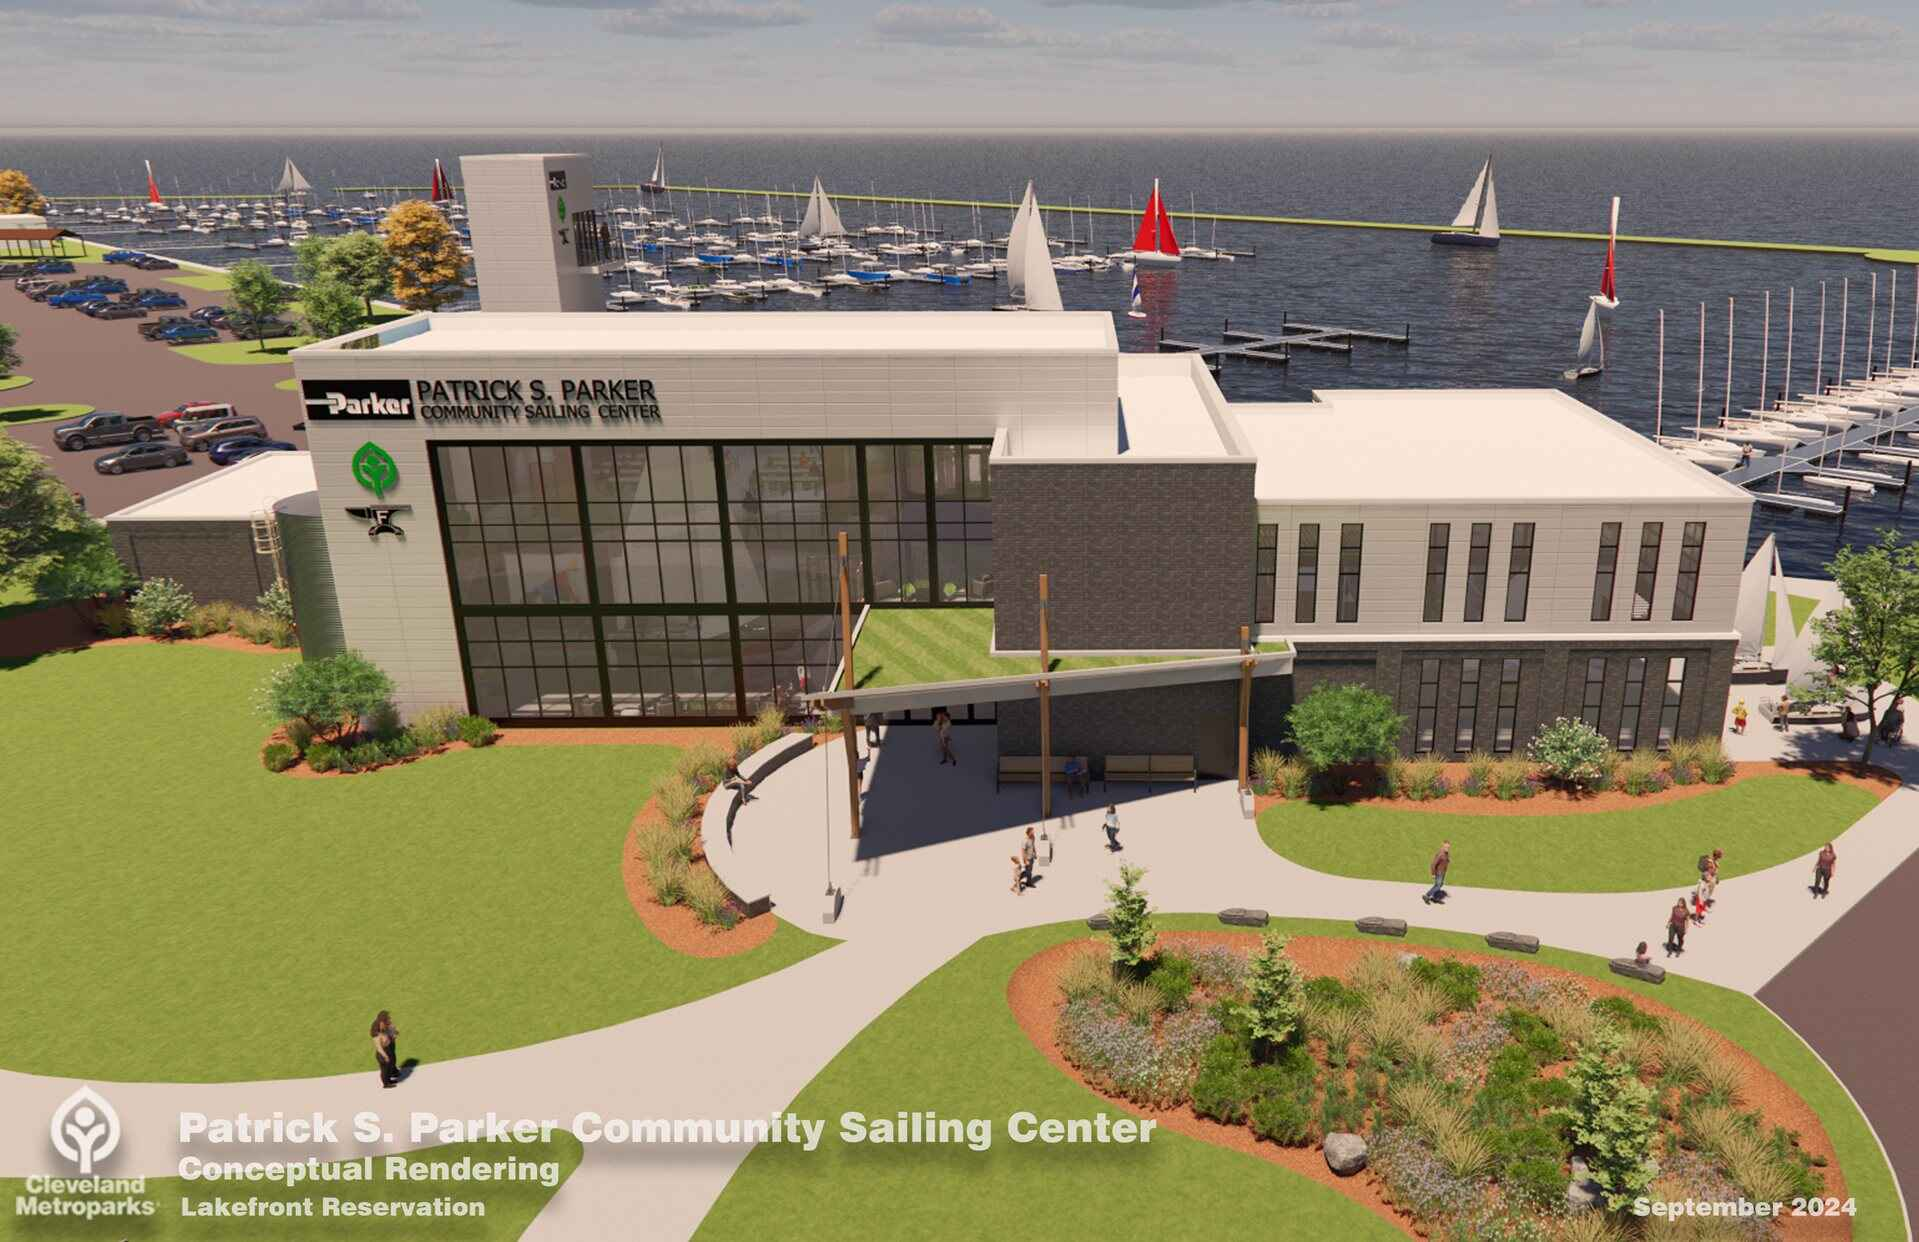 Parker
PATRICK S. PARKER
COMMUNITY SAILING CENTER
F
Patrick S. Parker Community Sailing Center
Conceptual Rendering
Lakefront Reservation
Cleveland
Metroparks
September 2024